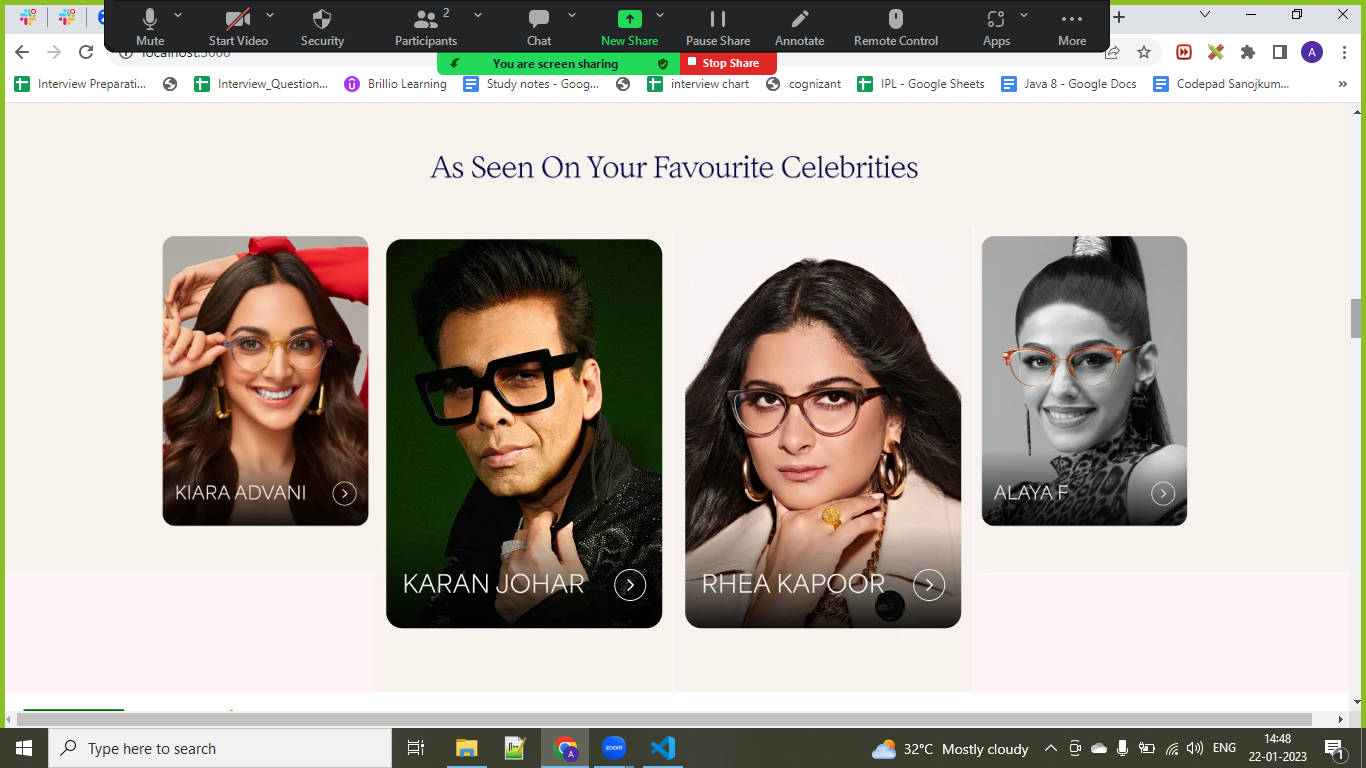 2
Mute
Start Video
Security
Participants
Chat
New Share
Pause Share
Annotate
Remote Control
Apps
More
You are screen sharing
Stop Share
A
Interview Preparati...
Interview_Question...
Brillio Learning
Study notes - Goog...
interview chart
cognizant
IPL - Google Sheets
Java 8 - Google Docs
Codepad Sanojkum...
»
As Seen On Your Favourite Celebrities
KIARA ADVANI
KARAN JOHAR
RHEA KAPOOR
ALAYA F
Type here to search
A
zoom
32°C Mostly cloudy
ENG
14:48
22-01-2023
1